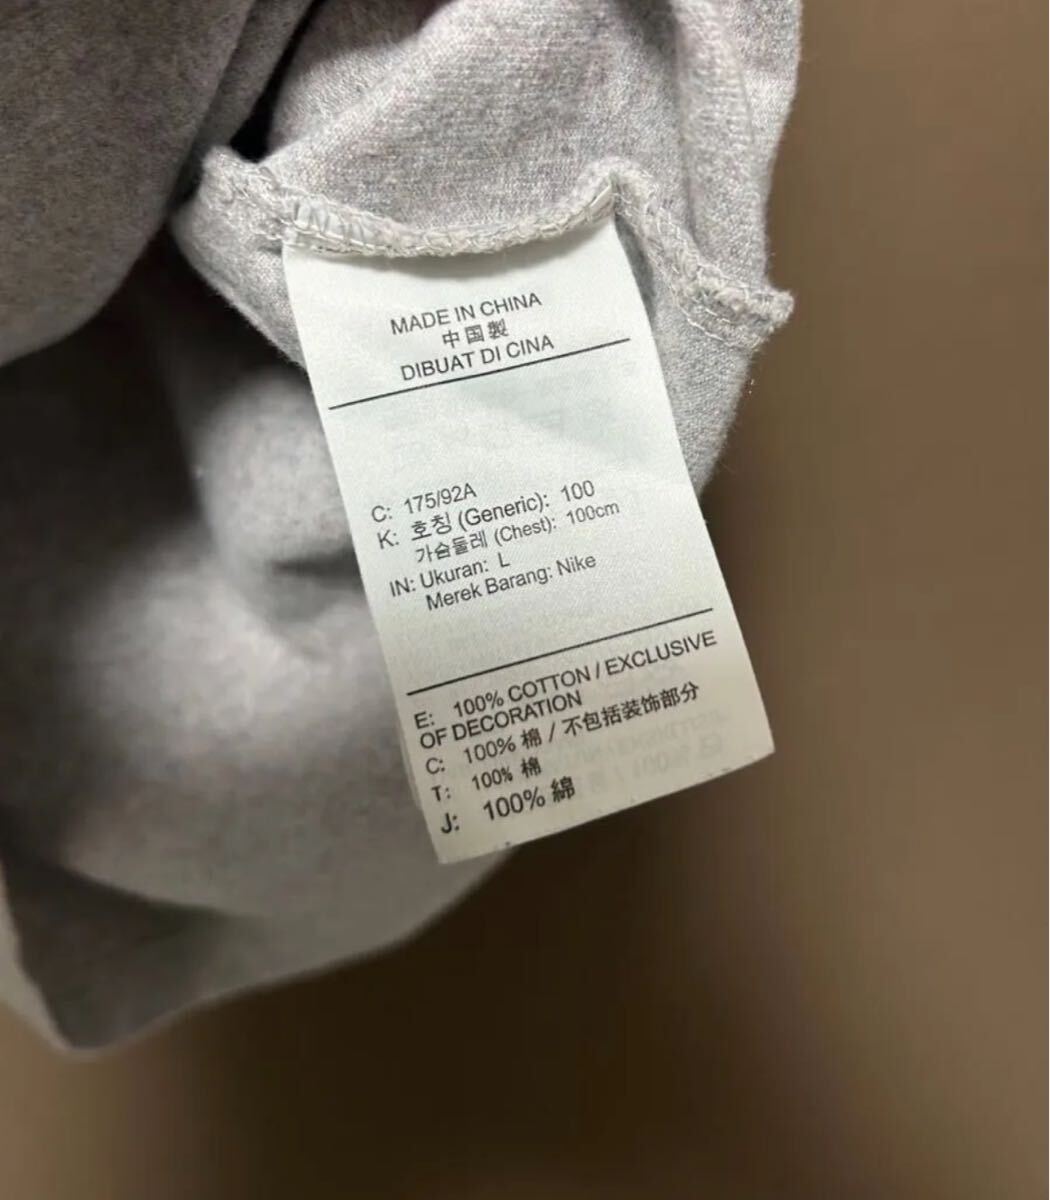 MADE IN CHINA
中国製
DIBUAT DI CINA
C: 175/92A
K: 호칭 (Generic): 100
가슴둘레 (Chest): 100cm
IN: Ukuran: L
Merek Barang: Nike
E: 100% COTTON / EXCLUSIVE
OF DECORATION
C: 100% 棉 / 不包括装饰部分
T: 100% 棉
J: 100% 綿